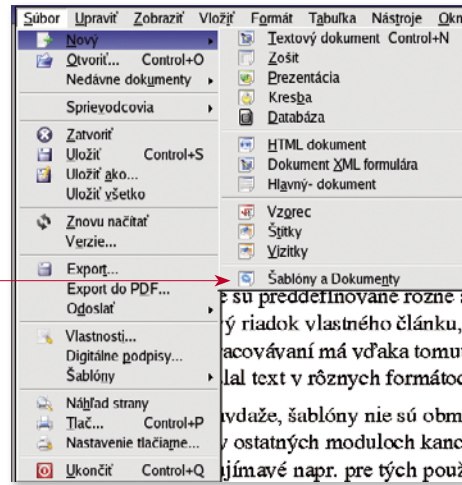 Súbor Upraviť Zobraziť Vložiť Formát Tabuľka Nástroje Okn
Nový
Otvoriť... Control+O
Nedávne dokumenty
Sprievodcovia
Zatvoriť
Uložiť Control+S
Uložiť ako...
Uložiť všetko
Znovu načítať
Verzie...
Export...
Export do PDF...
Odoslať
Vlastnosti...
Digitálne podpisy...
Šablóny
Náhľad strany
Tlač... Control+P
Nastavenie tlačiarne...
Ukončiť Control+Q
Textový dokument Control+N
Zošit
Prezentácia
Kresba
Databáza
HTML dokument
Dokument XML formulára
Hlavný- dokument
Vzorec
Štítky
Vizitky
Šablóny a Dokumenty
e sú preddefinované rôzne
ý riadok vlastného článku,
racovávaní má vďaka tomu
lal text v rôznych formátoc
vdaže, šablóny nie sú obm
v ostatných moduloch kanc
ujímavé napr. pre tých použ